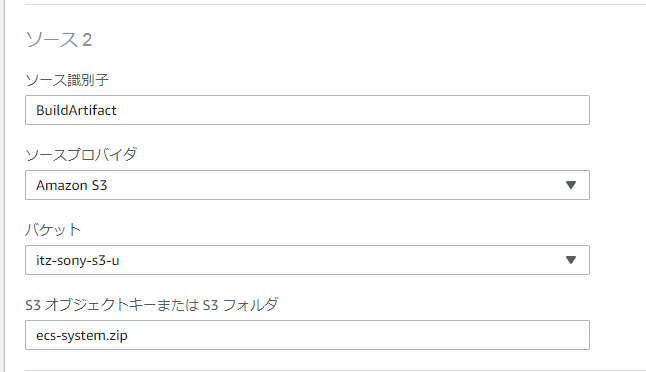 ソース 2
ソース識別子
BuildArtifact
ソースプロバイダ
Amazon S3
バケット
itz-sony-s3-u
S3 オブジェクトキーまたは S3 フォルダ
ecs-system.zip